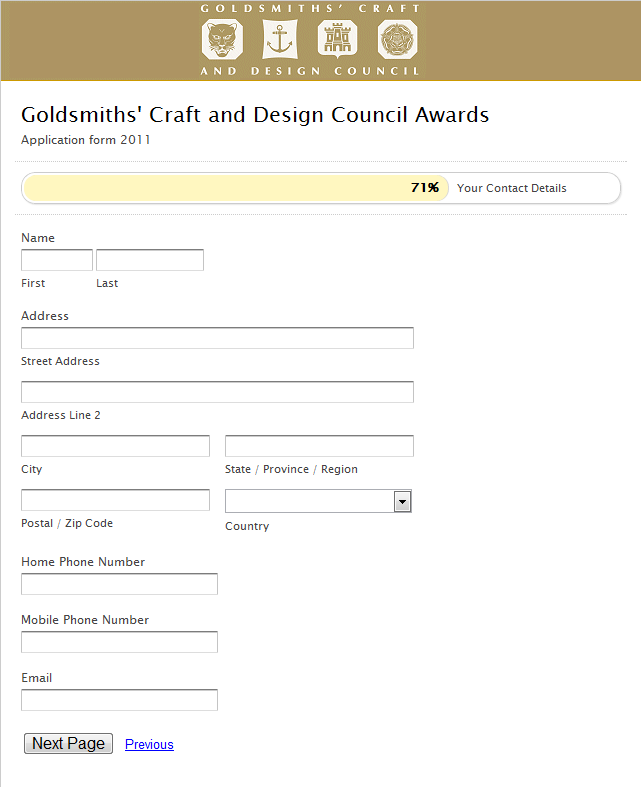 GOLDSMITHS' CRAFT
AND DESIGN COUNCIL
Goldsmiths' Craft and Design Council Awards
Application form 2011
71% Your Contact Details
Name
First Last
Address
Street Address
Address Line 2
City State / Province / Region
Postal / Zip Code Country
Home Phone Number
Mobile Phone Number
Email
Next Page Previous